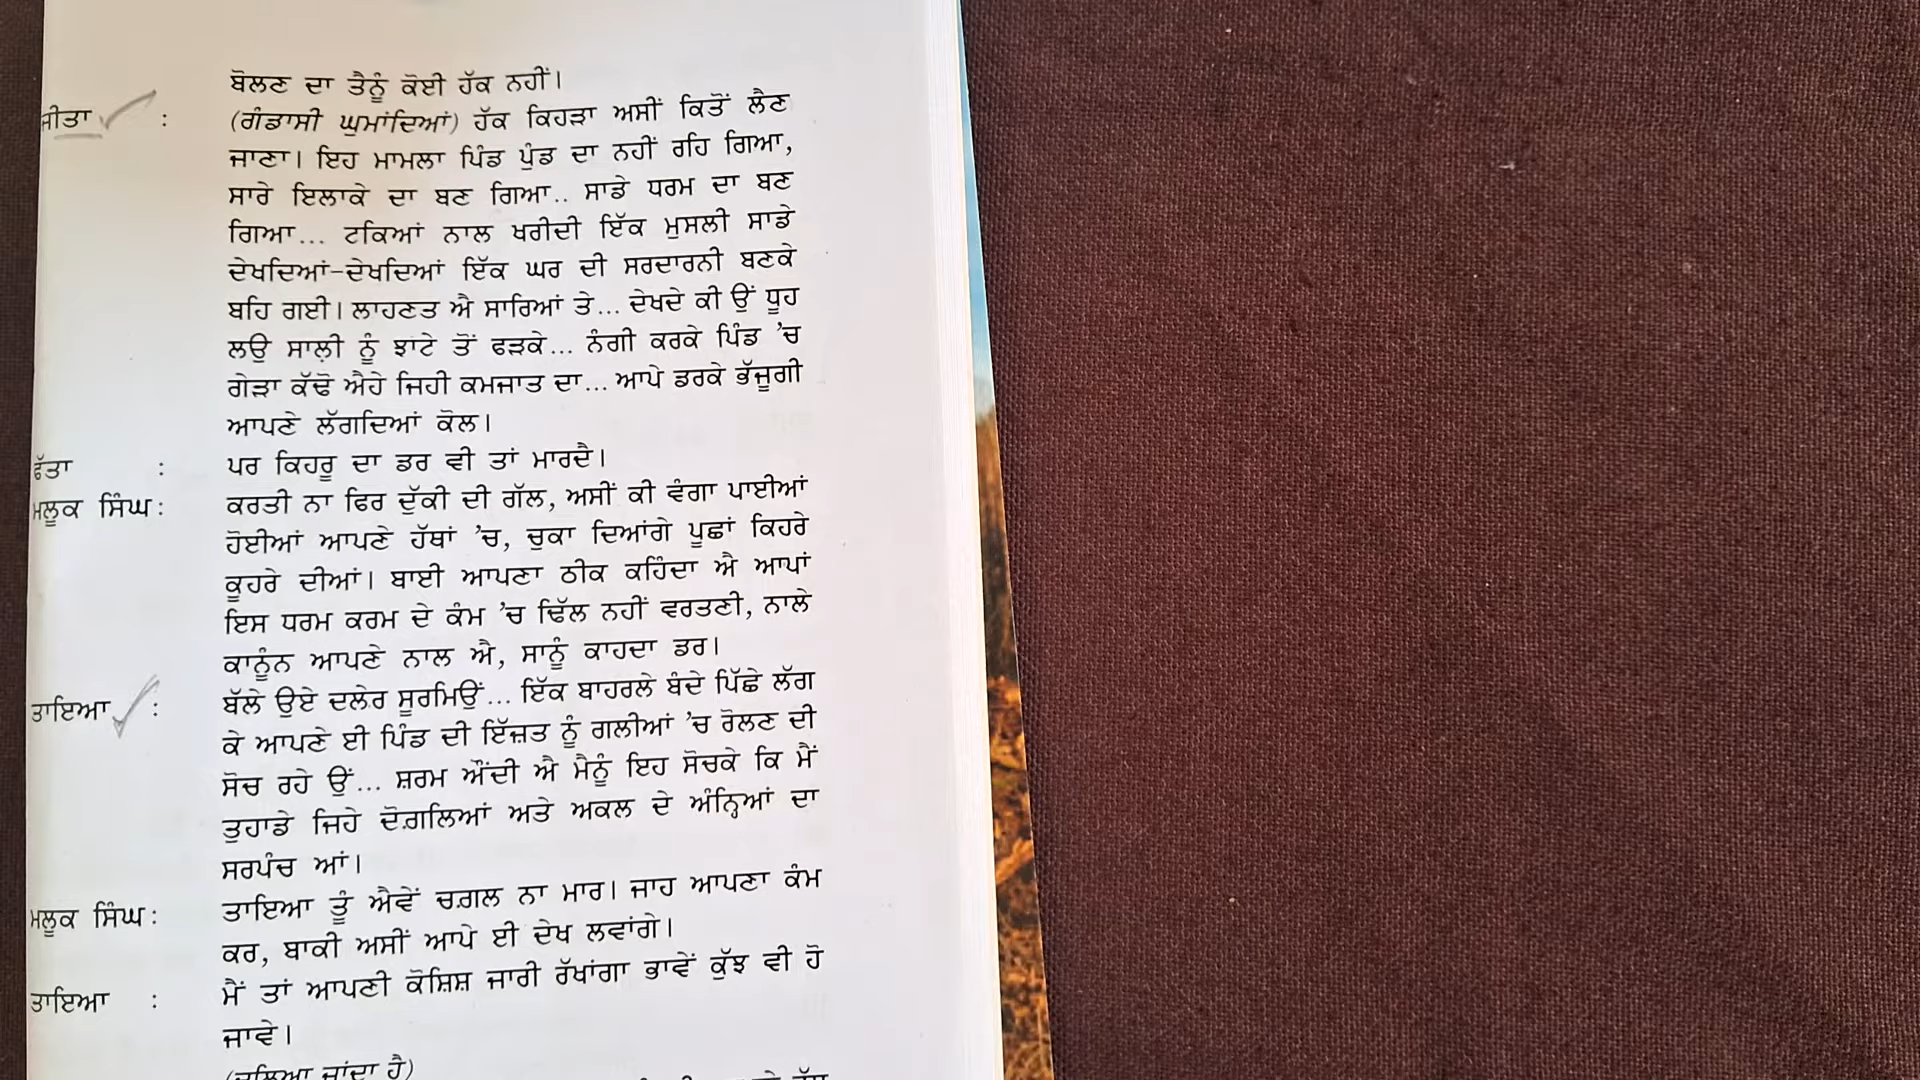 ਬੋਲਣ ਦਾ ਤੈਨੂੰ ਕੋਈ ਹੱਕ ਨਹੀਂ।
ਜੀਤਾ : (ਗੰਡਾਸੀ ਘੁਮਾਂਦਿਆਂ) ਹੱਕ ਕਿਹੜਾ ਅਸੀਂ ਕਿਤੋਂ ਲੈਣ
ਜਾਣਾ। ਇਹ ਮਾਮਲਾ ਪਿੰਡ ਪੁੰਡ ਦਾ ਨਹੀਂ ਰਹਿ ਗਿਆ,
ਸਾਰੇ ਇਲਾਕੇ ਦਾ ਬਣ ਗਿਆ.. ਸਾਡੇ ਧਰਮ ਦਾ ਬਣ
ਗਿਆ... ਟਕਿਆਂ ਨਾਲ ਖਰੀਦੀ ਇੱਕ ਮੁਸਲੀ ਸਾਡੇ
ਦੇਖਦਿਆਂ-ਦੇਖਦਿਆਂ ਇੱਕ ਘਰ ਦੀ ਸਰਦਾਰਨੀ ਬਣਕੇ
ਬਹਿ ਗਈ। ਲਾਹਣਤ ਐ ਸਾਰਿਆਂ ਤੇ... ਦੇਖਦੇ ਕੀ ਉਂ ਧੂਹ
ਲਉ ਸਾਲ਼ੀ ਨੂੰ ਝਾਂਟੇ ਤੋਂ ਫੜਕੇ... ਨੰਗੀ ਕਰਕੇ ਪਿੰਡ 'ਚ
ਗੇੜਾ ਕੱਢੋ ਐਹੇ ਜਿਹੀ ਕਮਜਾਤ ਦਾ... ਆਪੇ ਡਰਕੇ ਭੱਜੂਗੀ
ਆਪਣੇ ਲੱਗਦਿਆਂ ਕੋਲ।
: ਪਰ ਕਿਹਰੂ ਦਾ ਡਰ ਵੀ ਤਾਂ ਮਾਰਦੈ।
ਮਲੂਕ ਸਿੰਘ : ਕਰਤੀ ਨਾ ਫਿਰ ਦੁੱਕੀ ਦੀ ਗੱਲ, ਅਸੀਂ ਕੀ ਵੰਗਾ ਪਾਈਆਂ
ਹੋਈਆਂ ਆਪਣੇ ਹੱਥਾਂ 'ਚ, ਚੁਕਾ ਦਿਆਂਗੇ ਪੂਛਾਂ ਕਿਹਰੇ
ਕੂਹਰੇ ਦੀਆਂ। ਬਾਈ ਆਪਣਾ ਠੀਕ ਕਹਿੰਦਾ ਐ ਆਪਾਂ
ਇਸ ਧਰਮ ਕਰਮ ਦੇ ਕੰਮ 'ਚ ਢਿੱਲ ਨਹੀਂ ਵਰਤਣੀ, ਨਾਲੇ
ਕਾਨੂੰਨ ਆਪਣੇ ਨਾਲ ਐ, ਸਾਨੂੰ ਕਾਹਦਾ ਡਰ।
ਤਾਇਆ : ਬੱਲੇ ਉਏ ਦਲੇਰ ਸੂਰਮਿਉਂ... ਇੱਕ ਬਾਹਰਲੇ ਬੰਦੇ ਪਿੱਛੇ ਲੱਗ
ਕੇ ਆਪਣੇ ਈ ਪਿੰਡ ਦੀ ਇੱਜ਼ਤ ਨੂੰ ਗਲੀਆਂ 'ਚ ਰੋਲਣ ਦੀ
ਸੋਚ ਰਹੇ ਉਂ... ਸ਼ਰਮ ਔਂਦੀ ਐ ਮੈਨੂੰ ਇਹ ਸੋਚਕੇ ਕਿ ਮੈਂ
ਤੁਹਾਡੇ ਜਿਹੇ ਦੋਗ਼ਲਿਆਂ ਅਤੇ ਅਕਲ ਦੇ ਅੰਨ੍ਹਿਆਂ ਦਾ
ਸਰਪੰਚ ਆਂ।
ਮਲੂਕ ਸਿੰਘ : ਤਾਇਆ ਤੂੰ ਐਵੇਂ ਚਗ਼ਲ ਨਾ ਮਾਰ। ਜਾਹ ਆਪਣਾ ਕੰਮ
ਕਰ, ਬਾਕੀ ਅਸੀਂ ਆਪੇ ਈ ਦੇਖ ਲਵਾਂਗੇ।
ਤਾਇਆ : ਮੈਂ ਤਾਂ ਆਪਣੀ ਕੋਸ਼ਿਸ਼ ਜਾਰੀ ਰੱਖਾਂਗਾ ਭਾਵੇਂ ਕੁੱਝ ਵੀ ਹੋ
ਜਾਵੇ।
ਜਾਂਦਾ ਹੈ)